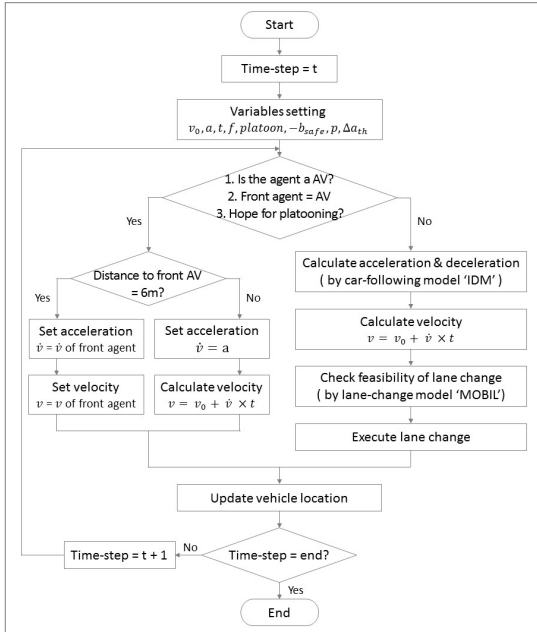 Start
Time-step = t
Variables setting
v₀, a, t, f, platoon, −b_safe, p, Δa_th
1. Is the agent a AV?
2. Front agent = AV
3. Hope for platooning?
Yes
No
Distance to front AV
= 6m?
Yes
No
Set acceleration
v̇ = v̇ of front agent
Set acceleration
v̇ = a
Set velocity
v = v of front agent
Calculate velocity
v = v₀ + v̇ × t
Calculate acceleration & deceleration
( by car-following model ‘IDM’ )
Calculate velocity
v = v₀ + v̇ × t
Check feasibility of lane change
( by lane-change model ‘MOBIL’)
Execute lane change
Update vehicle location
Time-step = end?
No
Time-step = t + 1
Yes
End